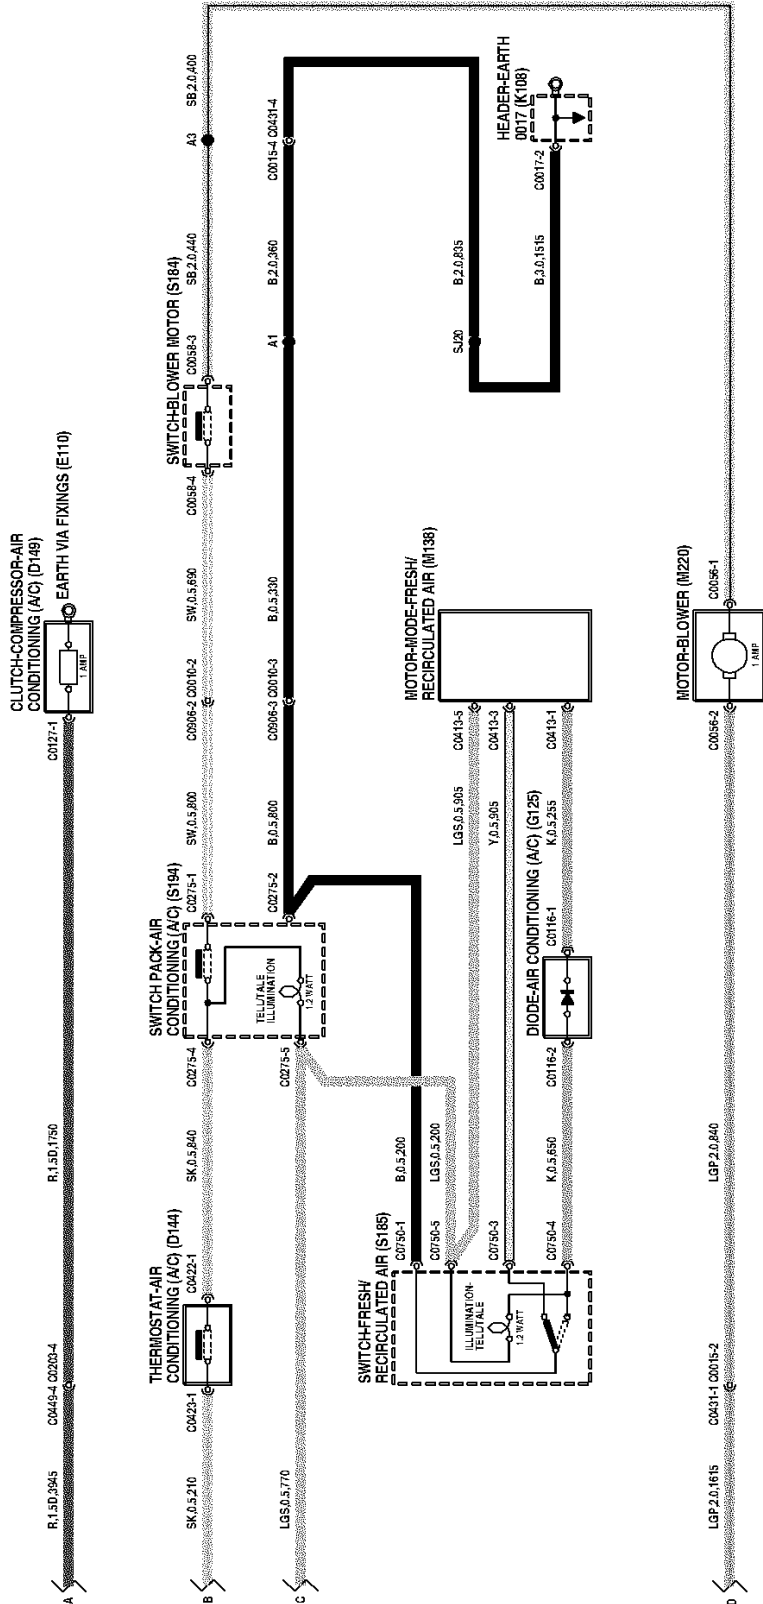 CLUTCH-COMPRESSOR-AIR
CONDITIONING (A/C) (D149)
EARTH VIA FIXINGS (E110)
1 AMP
C0127-1
R,1.5D,1750
C0449-4 C0203-4
R,1.5D,3945
A
SB,2.0,400
A3
SB,2.0,440
SWITCH-BLOWER MOTOR (S184)
C0058-3
C0058-4
SW,0.5,690
C0906-2 C0010-2
SW,0.5,800
C0275-1
SWITCH PACK-AIR
CONDITIONING (A/C) (S194)
TELLTALE
ILLUMINATION
1.2 WATT
C0275-4
SK,0.5,840
THERMOSTAT-AIR
CONDITIONING (A/C) (D144)
C0422-1
C0423-1
SK,0.5,210
B
C0015-4 C0431-4
B,2.0,360
A1
B,0.5,330
C0906-3 C0010-3
B,0.5,800
C0275-2
C0275-5
LGS,0.5,770
C
HEADER-EARTH
0017 (K108)
C0017-2
B,2.0,835
B,3.0,1515
SJ20
MOTOR-MODE-FRESH/
RECIRCULATED AIR (M138)
C0413-5
C0413-3
C0413-1
LGS,0.5,905
Y,0.5,905
K,0.5,255
DIODE-AIR CONDITIONING (A/C) (G125)
C0116-1
C0116-2
B,0.5,200
LGS,0.5,200
K,0.5,650
SWITCH-FRESH/
RECIRCULATED AIR (S185)
C0750-1
C0750-5
C0750-3
C0750-4
ILLUMINATION-
TELLTALE
1.2 WATT
MOTOR-BLOWER (M220)
C0056-1
1 AMP
C0056-2
LGP,2.0,840
C0431-1 C0015-2
LGP,2.0,1615
D